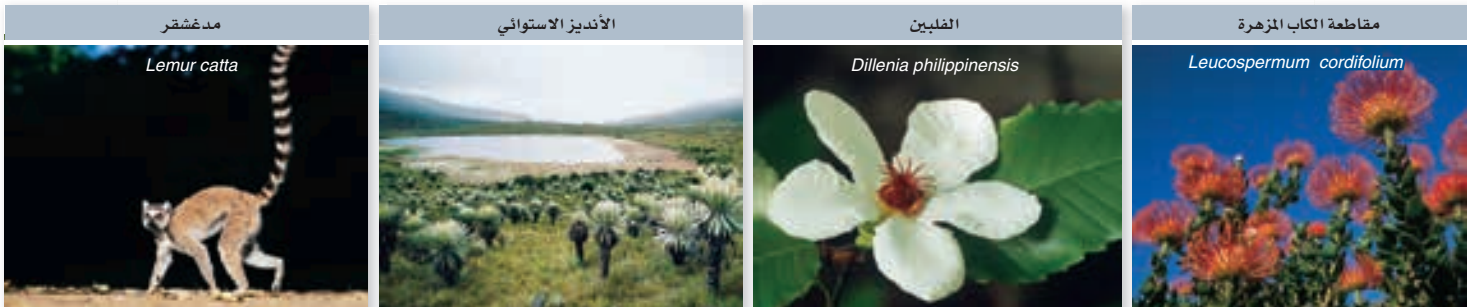 مقاطعة الكاب المزهرة
الفلبين
الأنديز الاستوائي
مدغشقر
Leucospermum cordifolium
Dillenia philippinensis
Lemur catta